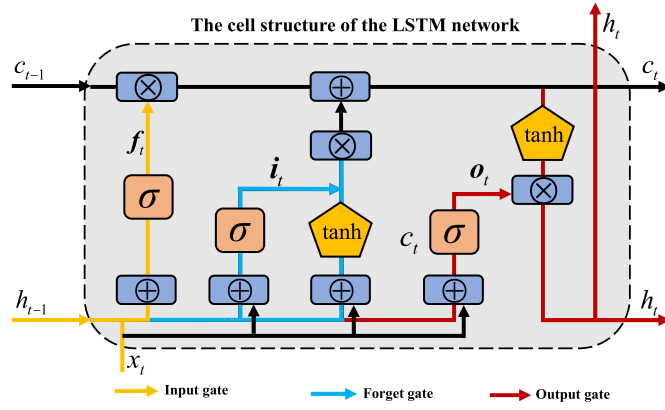 The cell structure of the LSTM network
h_t
c_{t-1}
c_t
f_t
i_t
o_t
tanh
σ
σ
tanh
c_t
σ
h_{t-1}
h_t
x_t
Input gate
Forget gate
Output gate